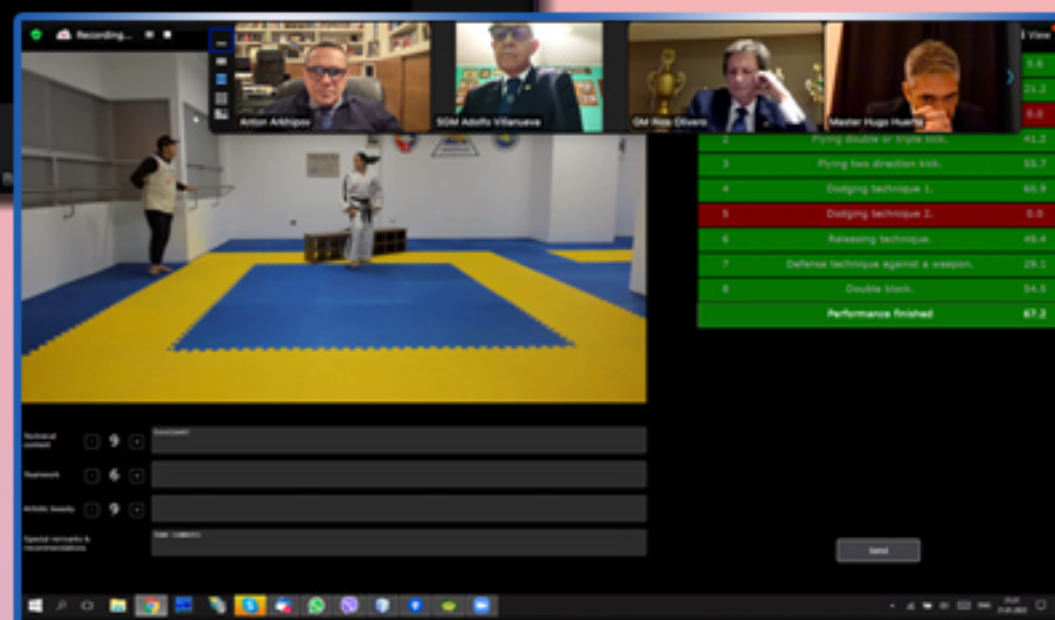 Recording...
View
Anton Arkhipov
SGM Adolfo Villanueva
GM Rios Olivero
Master Hugo Huerta
5.6
21.2
0.0
2 Flying double or triple kick. 41.2
3 Flying two direction kick. 55.7
4 Dodging technique 1. 60.9
5 Dodging technique 2. 0.0
6 Releasing technique. 49.4
7 Defense technique against a weapon. 29.1
8 Double block. 54.5
Performance finished 67.2
Technical content 9
Teamwork 6
Artistic beauty 9
Special remarks & recommendations
Some comments
Send